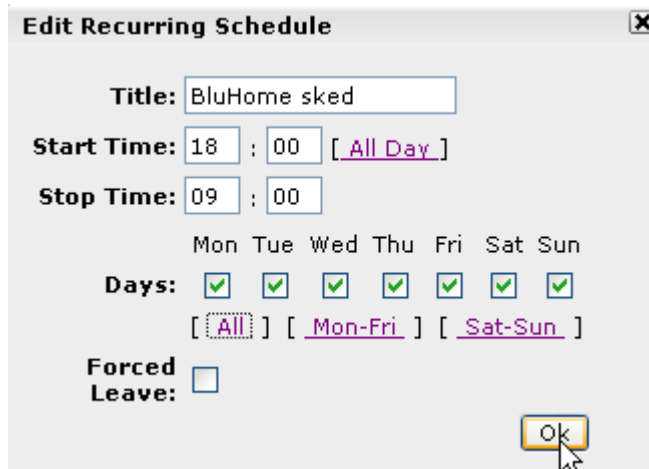 Edit Recurring Schedule
Title: BluHome sked
Start Time: 18 : 00 [ All Day ]
Stop Time: 09 : 00
Mon Tue Wed Thu Fri Sat Sun
Days:
[ All ] [ Mon-Fri ] [ Sat-Sun ]
Forced
Leave:
Ok